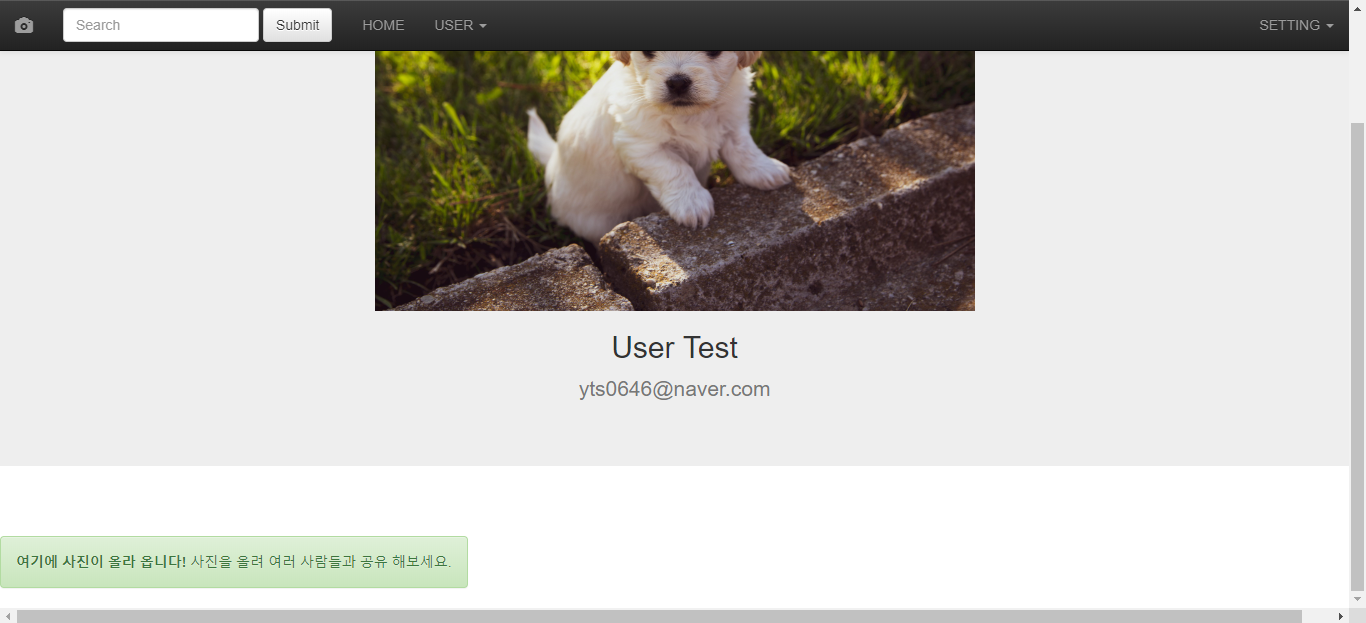 Search Submit HOME USER SETTING
User Test
yts0646@naver.com
여기에 사진이 올라 옵니다! 사진을 올려 여러 사람들과 공유 해보세요.